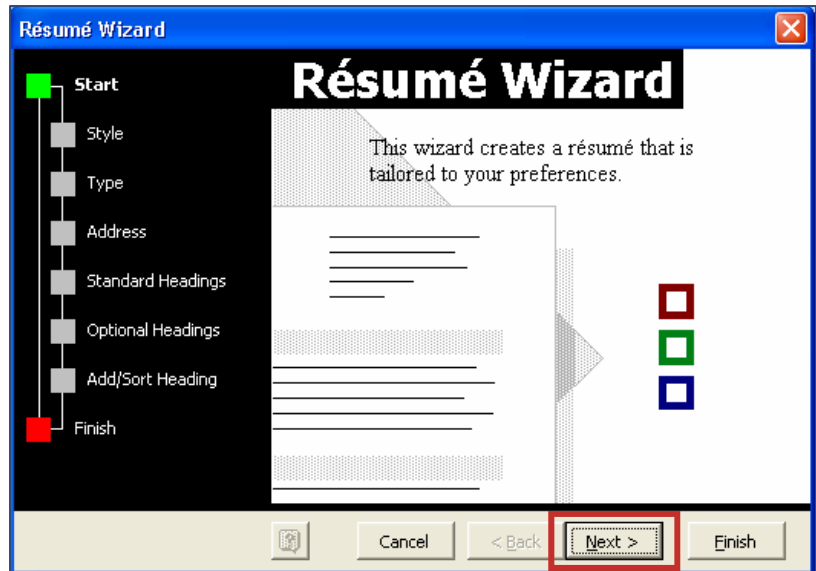 Résumé Wizard
Start
Style
Type
Address
Standard Headings
Optional Headings
Add/Sort Heading
Finish
Résumé Wizard
This wizard creates a résumé that is
tailored to your preferences.
Cancel
< Back
Next >
Finish